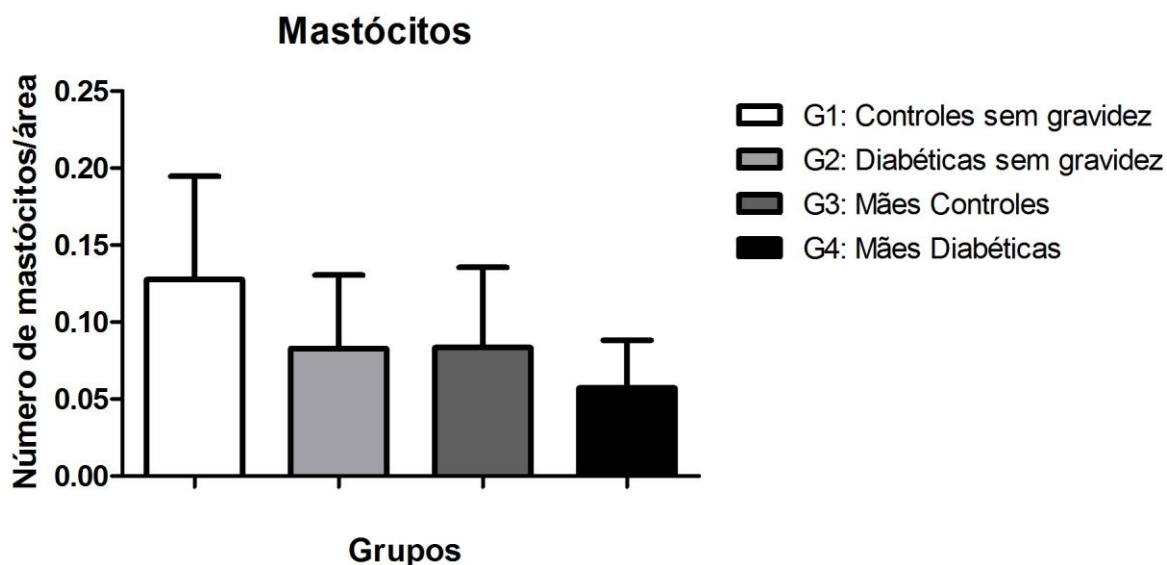 Mastócitos
Número de mastócitos/área
0.25
0.20
0.15
0.10
0.05
0.00
Grupos
G1: Controles sem gravidez
G2: Diabéticas sem gravidez
G3: Mães Controles
G4: Mães Diabéticas